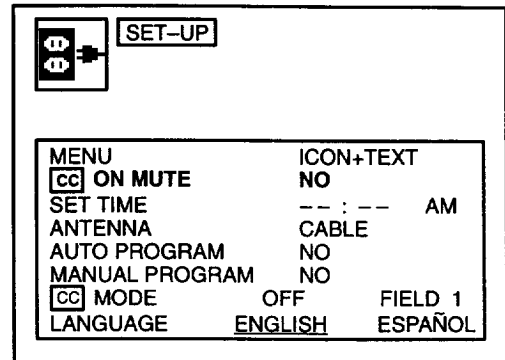 SET-UP
MENU ICON+TEXT
CC ON MUTE NO
SET TIME -- : -- AM
ANTENNA CABLE
AUTO PROGRAM NO
MANUAL PROGRAM NO
CC MODE OFF FIELD 1
LANGUAGE ENGLISH ESPAÑOL